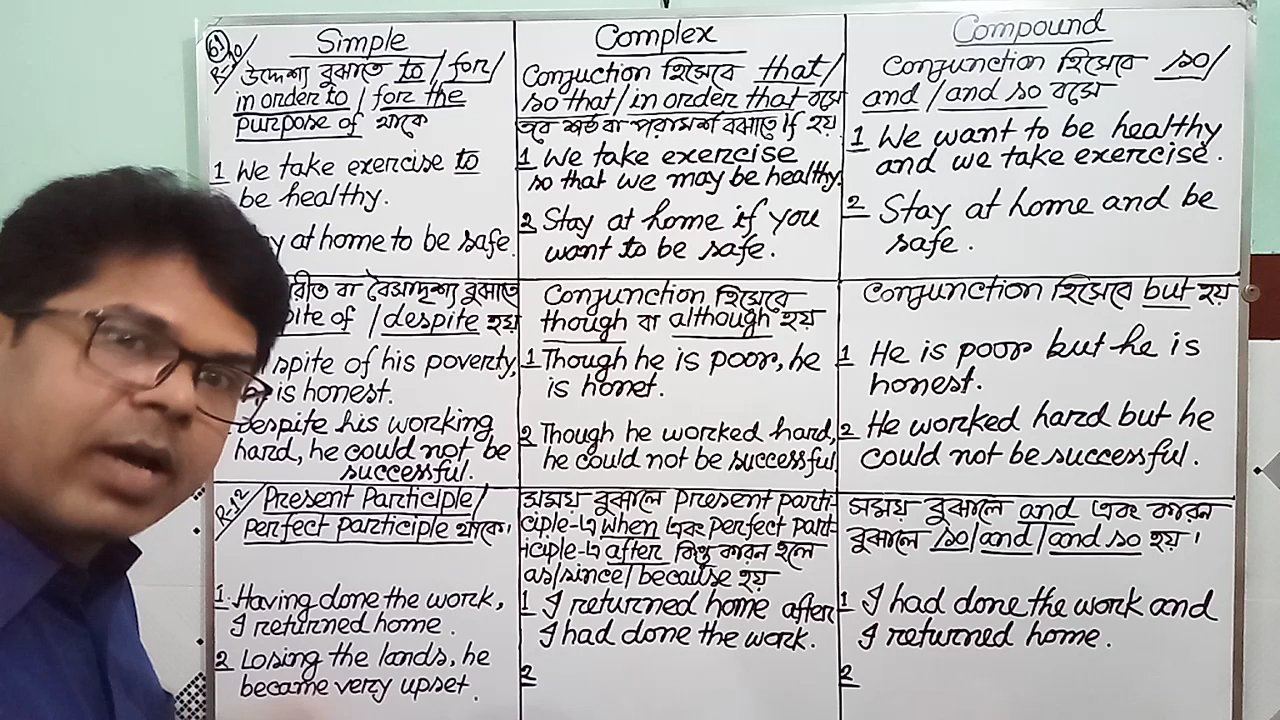 61
R-10
Simple
উদ্দেশ্য বুঝাতে to / for /
in order to / for the
purpose of থাকে
1 We take exercise to
be healthy.
at home to be safe.
Complex
Conjuction হিসেবে that /
so that / in order that বসে
তবে শর্ত বা পরামর্শ বুঝাতে if হয়
1 We take exercise
so that we may be healthy.
2 Stay at home if you
want to be safe.
Compound
Conjunction হিসেবে so /
and / and so বসে
1 We want to be healthy
and we take exercise.
2 Stay at home and be
safe.
বা বৈসাদৃশ্য বুঝাতে
of / despite হয়
of his poverty,
is honest.
despite his working
hard, he could not be
successful.
Conjunction হিসেবে
though বা although হয়
1 Though he is poor, he
is honet.
2 Though he worked hard,
he could not be successful
Conjunction হিসেবে but হয়
1 He is poor but he is
honest.
2 He worked hard but he
could not be successful.
R-12
Present Participle /
perfect participle থাকে।
1. Having done the work,
I returned home.
2 Losing the lands, he
became very upset.
সময় বুঝালে present parti-
ciple-এ when এবং perfect part-
iciple-এ after কিন্তু কারন হলে
as/since/because হয়
1 I returned home after
I had done the work.
2
সময় বুঝালে and এবং কারন
বুঝালে so/and/and so হয়।
1 I had done the work and
I returned home.
2